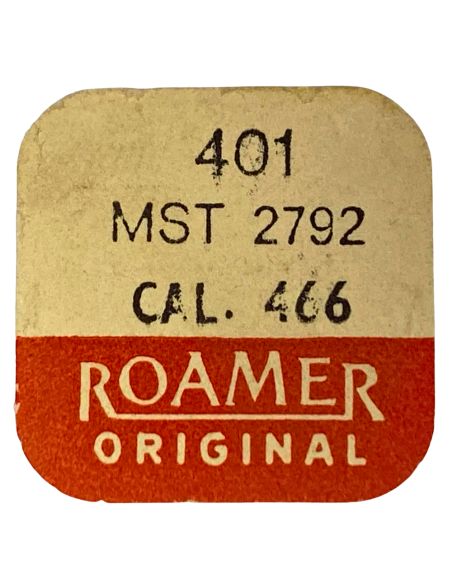 401
MST 2792
CAL. 466
ROAMER
ORIGINAL